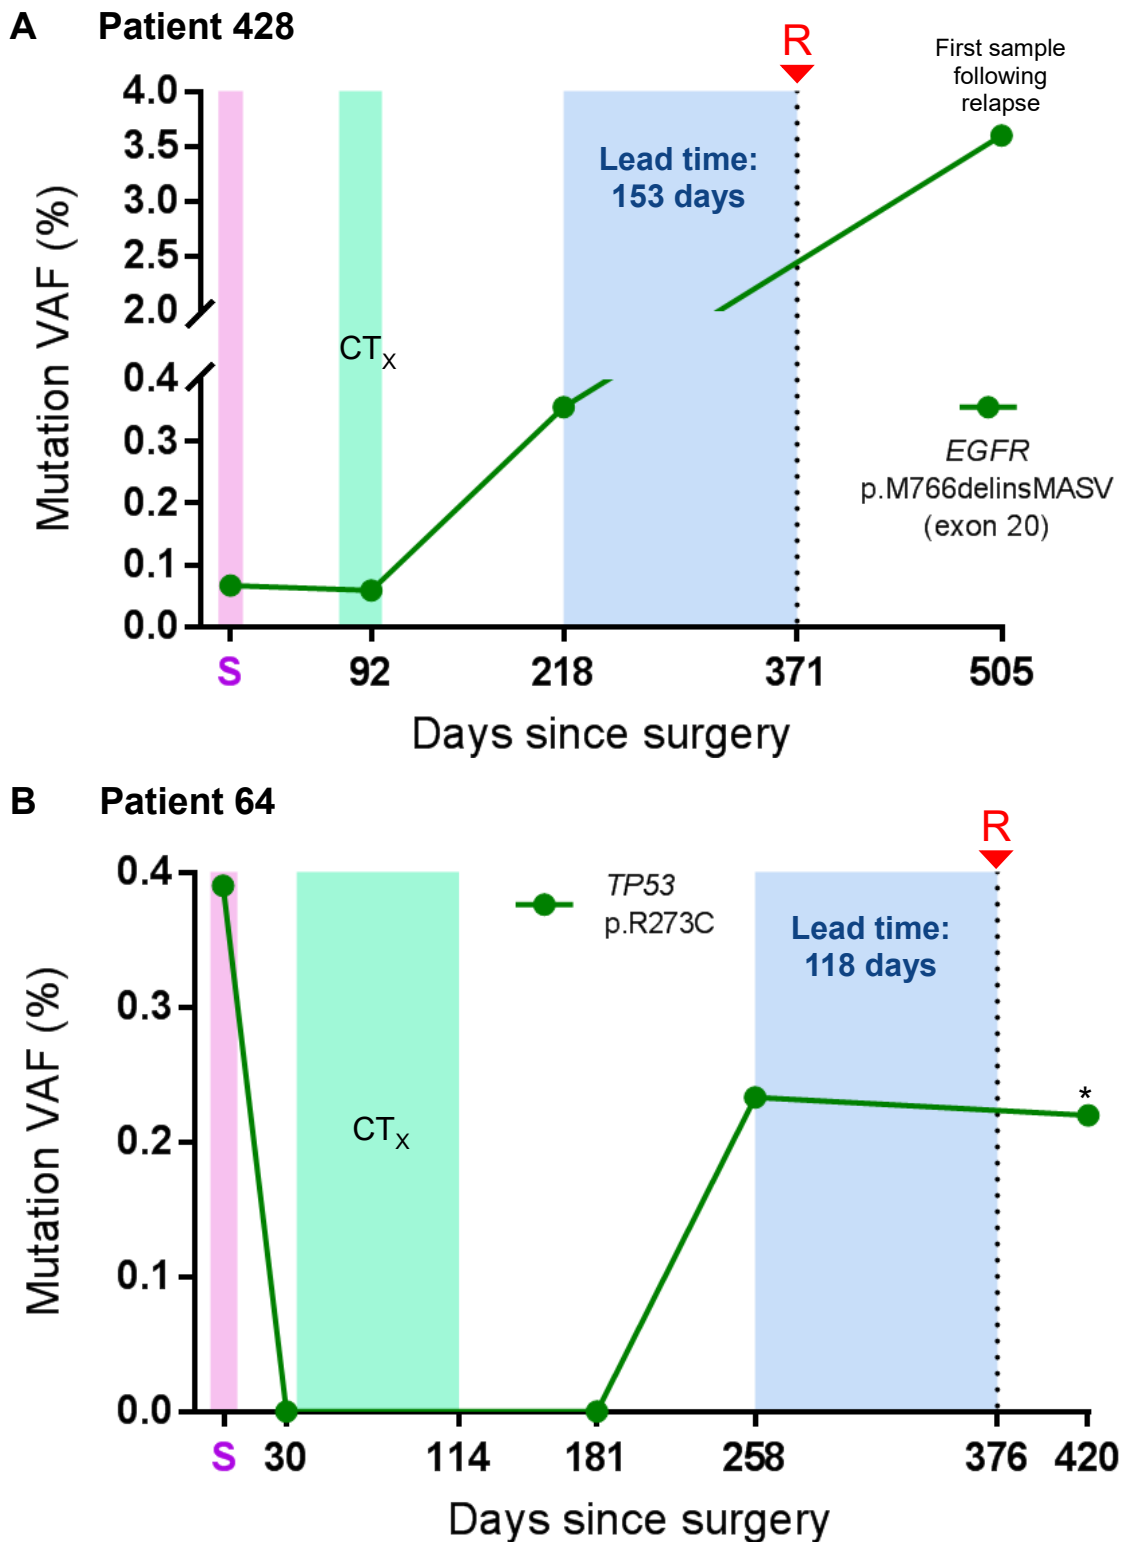 A Patient 428
R
First sample
following
relapse
4.0
3.5
3.0
2.5
2.0
0.4
0.3
0.2
0.1
0.0
Mutation VAF (%)
Lead time:
153 days
CTX
EGFR
p.M766delinsMASV
(exon 20)
S 92 218 371 505
Days since surgery
B Patient 64
R
0.4
0.3
0.2
0.1
0.0
Mutation VAF (%)
TP53
p.R273C
Lead time:
118 days
CTX
*
S 30 114 181 258 376 420
Days since surgery